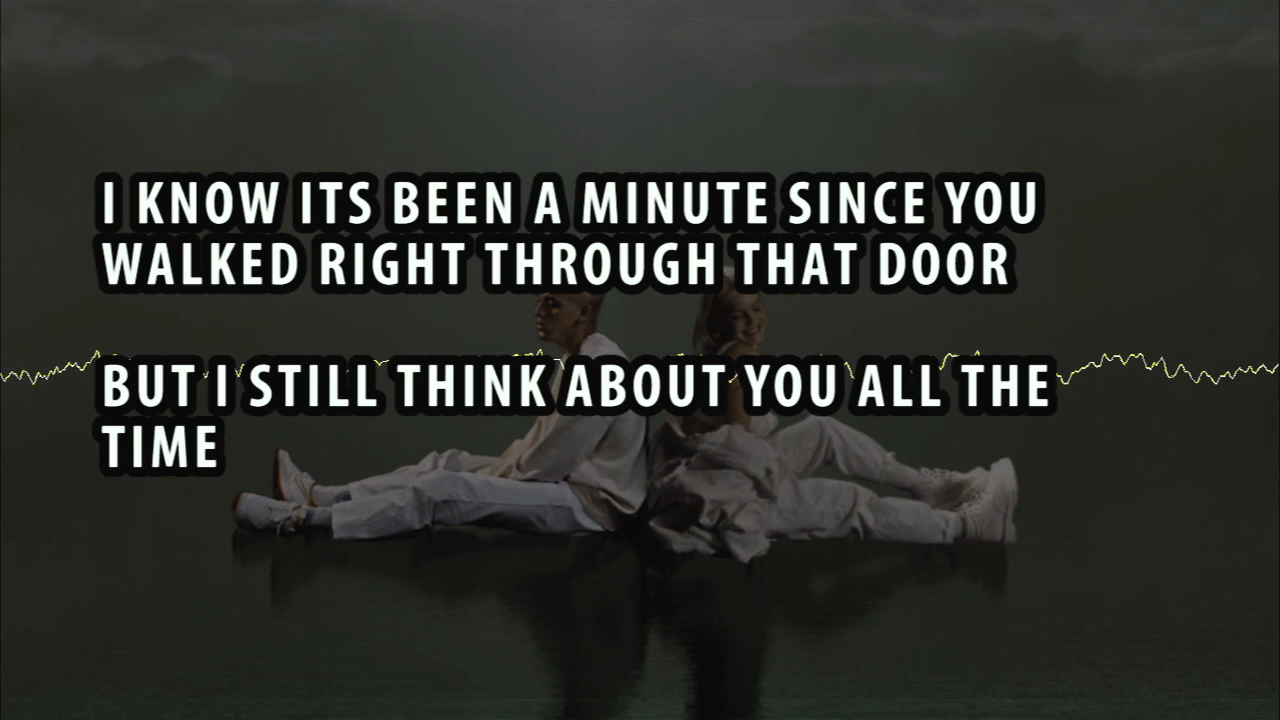 I KNOW ITS BEEN A MINUTE SINCE YOU
WALKED RIGHT THROUGH THAT DOOR
BUT I STILL THINK ABOUT YOU ALL THE
TIME